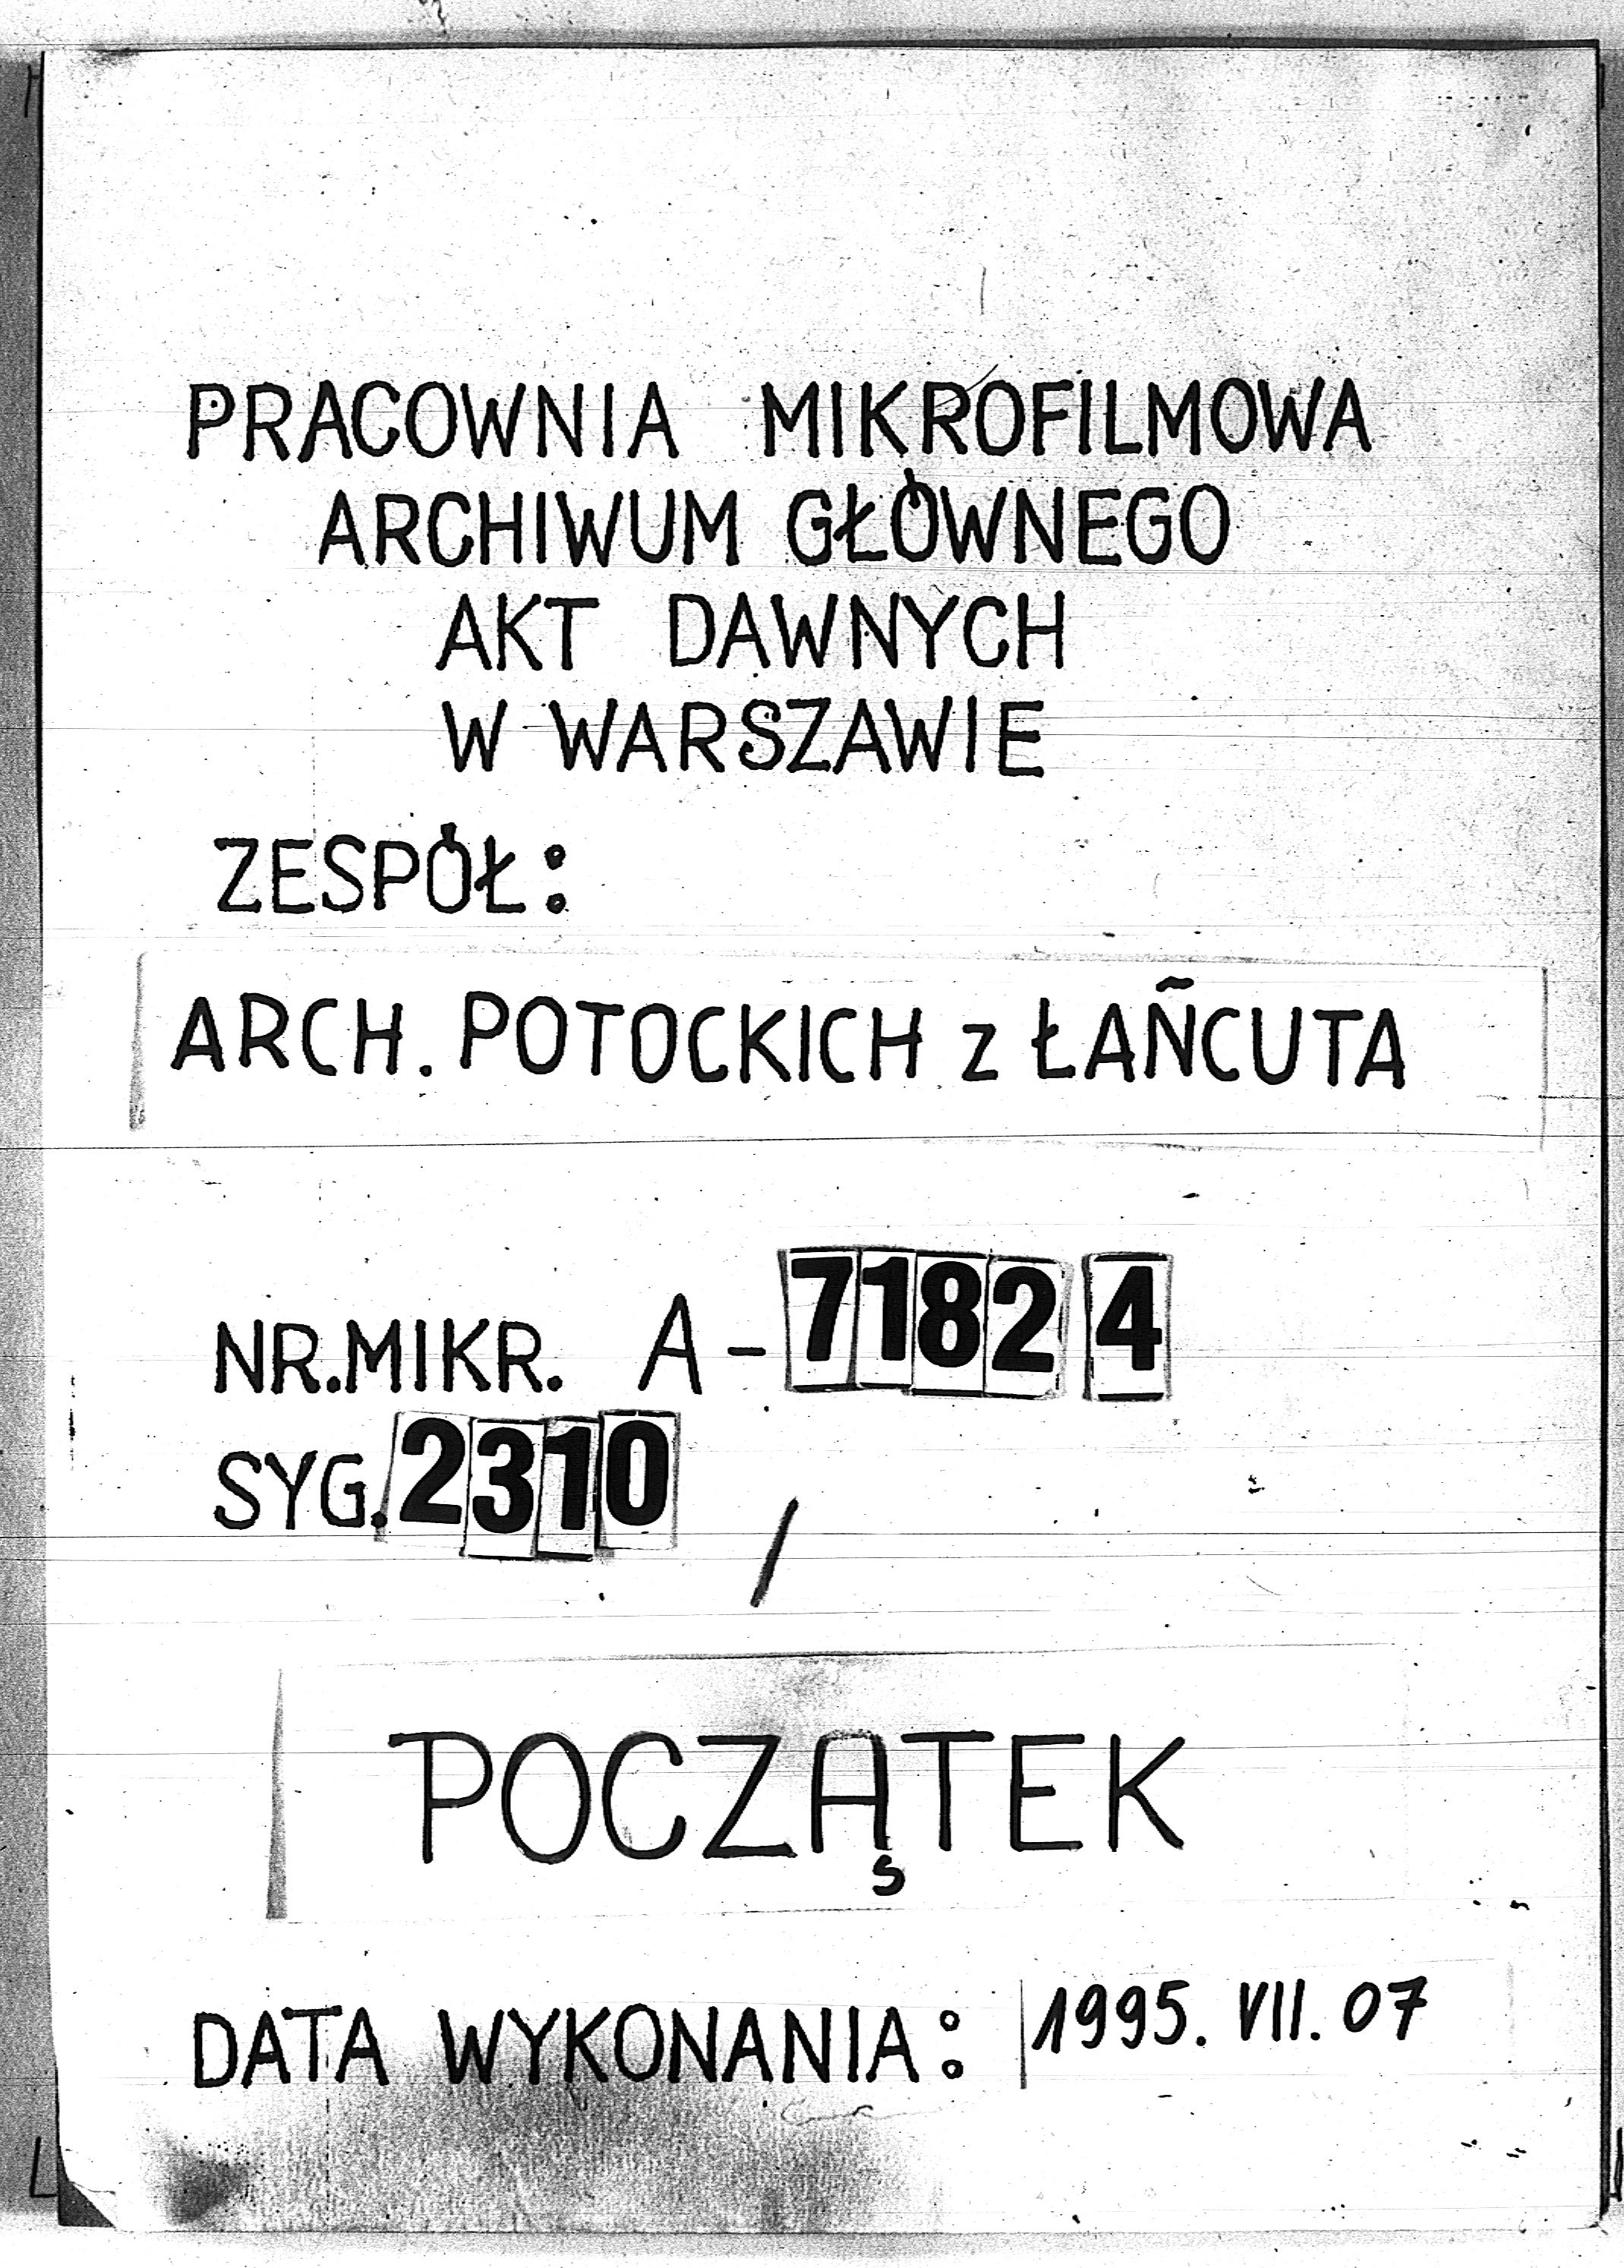 PRACOWNIA MIKROFILMOWA
ARCHIWUM GŁÓWNEGO
AKT DAWNYCH
W WARSZAWIE
ZESPÓŁ:
ARCH. POTOCKICH z ŁAŃCUTA
NR.MIKR. A-71824
SYG. 2310 /
POCZĄTEK
DATA WYKONANIA: 1995. VII. 07